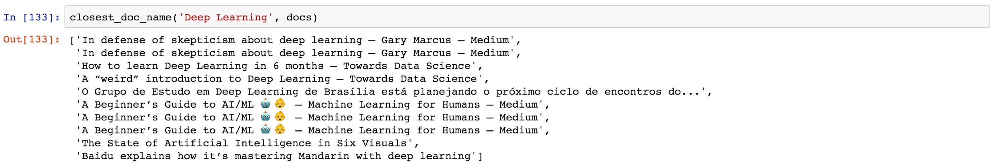 In [133]: closest_doc_name('Deep Learning', docs)
Out[133]: ['In defense of skepticism about deep learning – Gary Marcus – Medium',
'In defense of skepticism about deep learning – Gary Marcus – Medium',
'How to learn Deep Learning in 6 months – Towards Data Science',
'A “weird” introduction to Deep Learning – Towards Data Science',
'O Grupo de Estudo em Deep Learning de Brasília está planejando o próximo ciclo de encontros do...',
'A Beginner’s Guide to AI/ML 🤖👶 – Machine Learning for Humans – Medium',
'A Beginner’s Guide to AI/ML 🤖👶 – Machine Learning for Humans – Medium',
'A Beginner’s Guide to AI/ML 🤖👶 – Machine Learning for Humans – Medium',
'The State of Artificial Intelligence in Six Visuals',
'Baidu explains how it’s mastering Mandarin with deep learning']